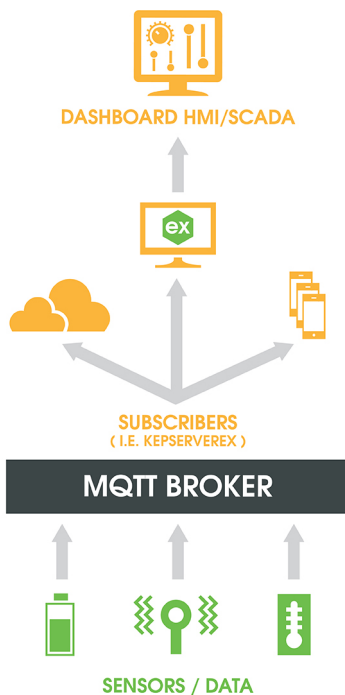 DASHBOARD HMI/SCADA
ex
SUBSCRIBERS
( I.E. KEPSERVEREX )
MQTT BROKER
SENSORS / DATA